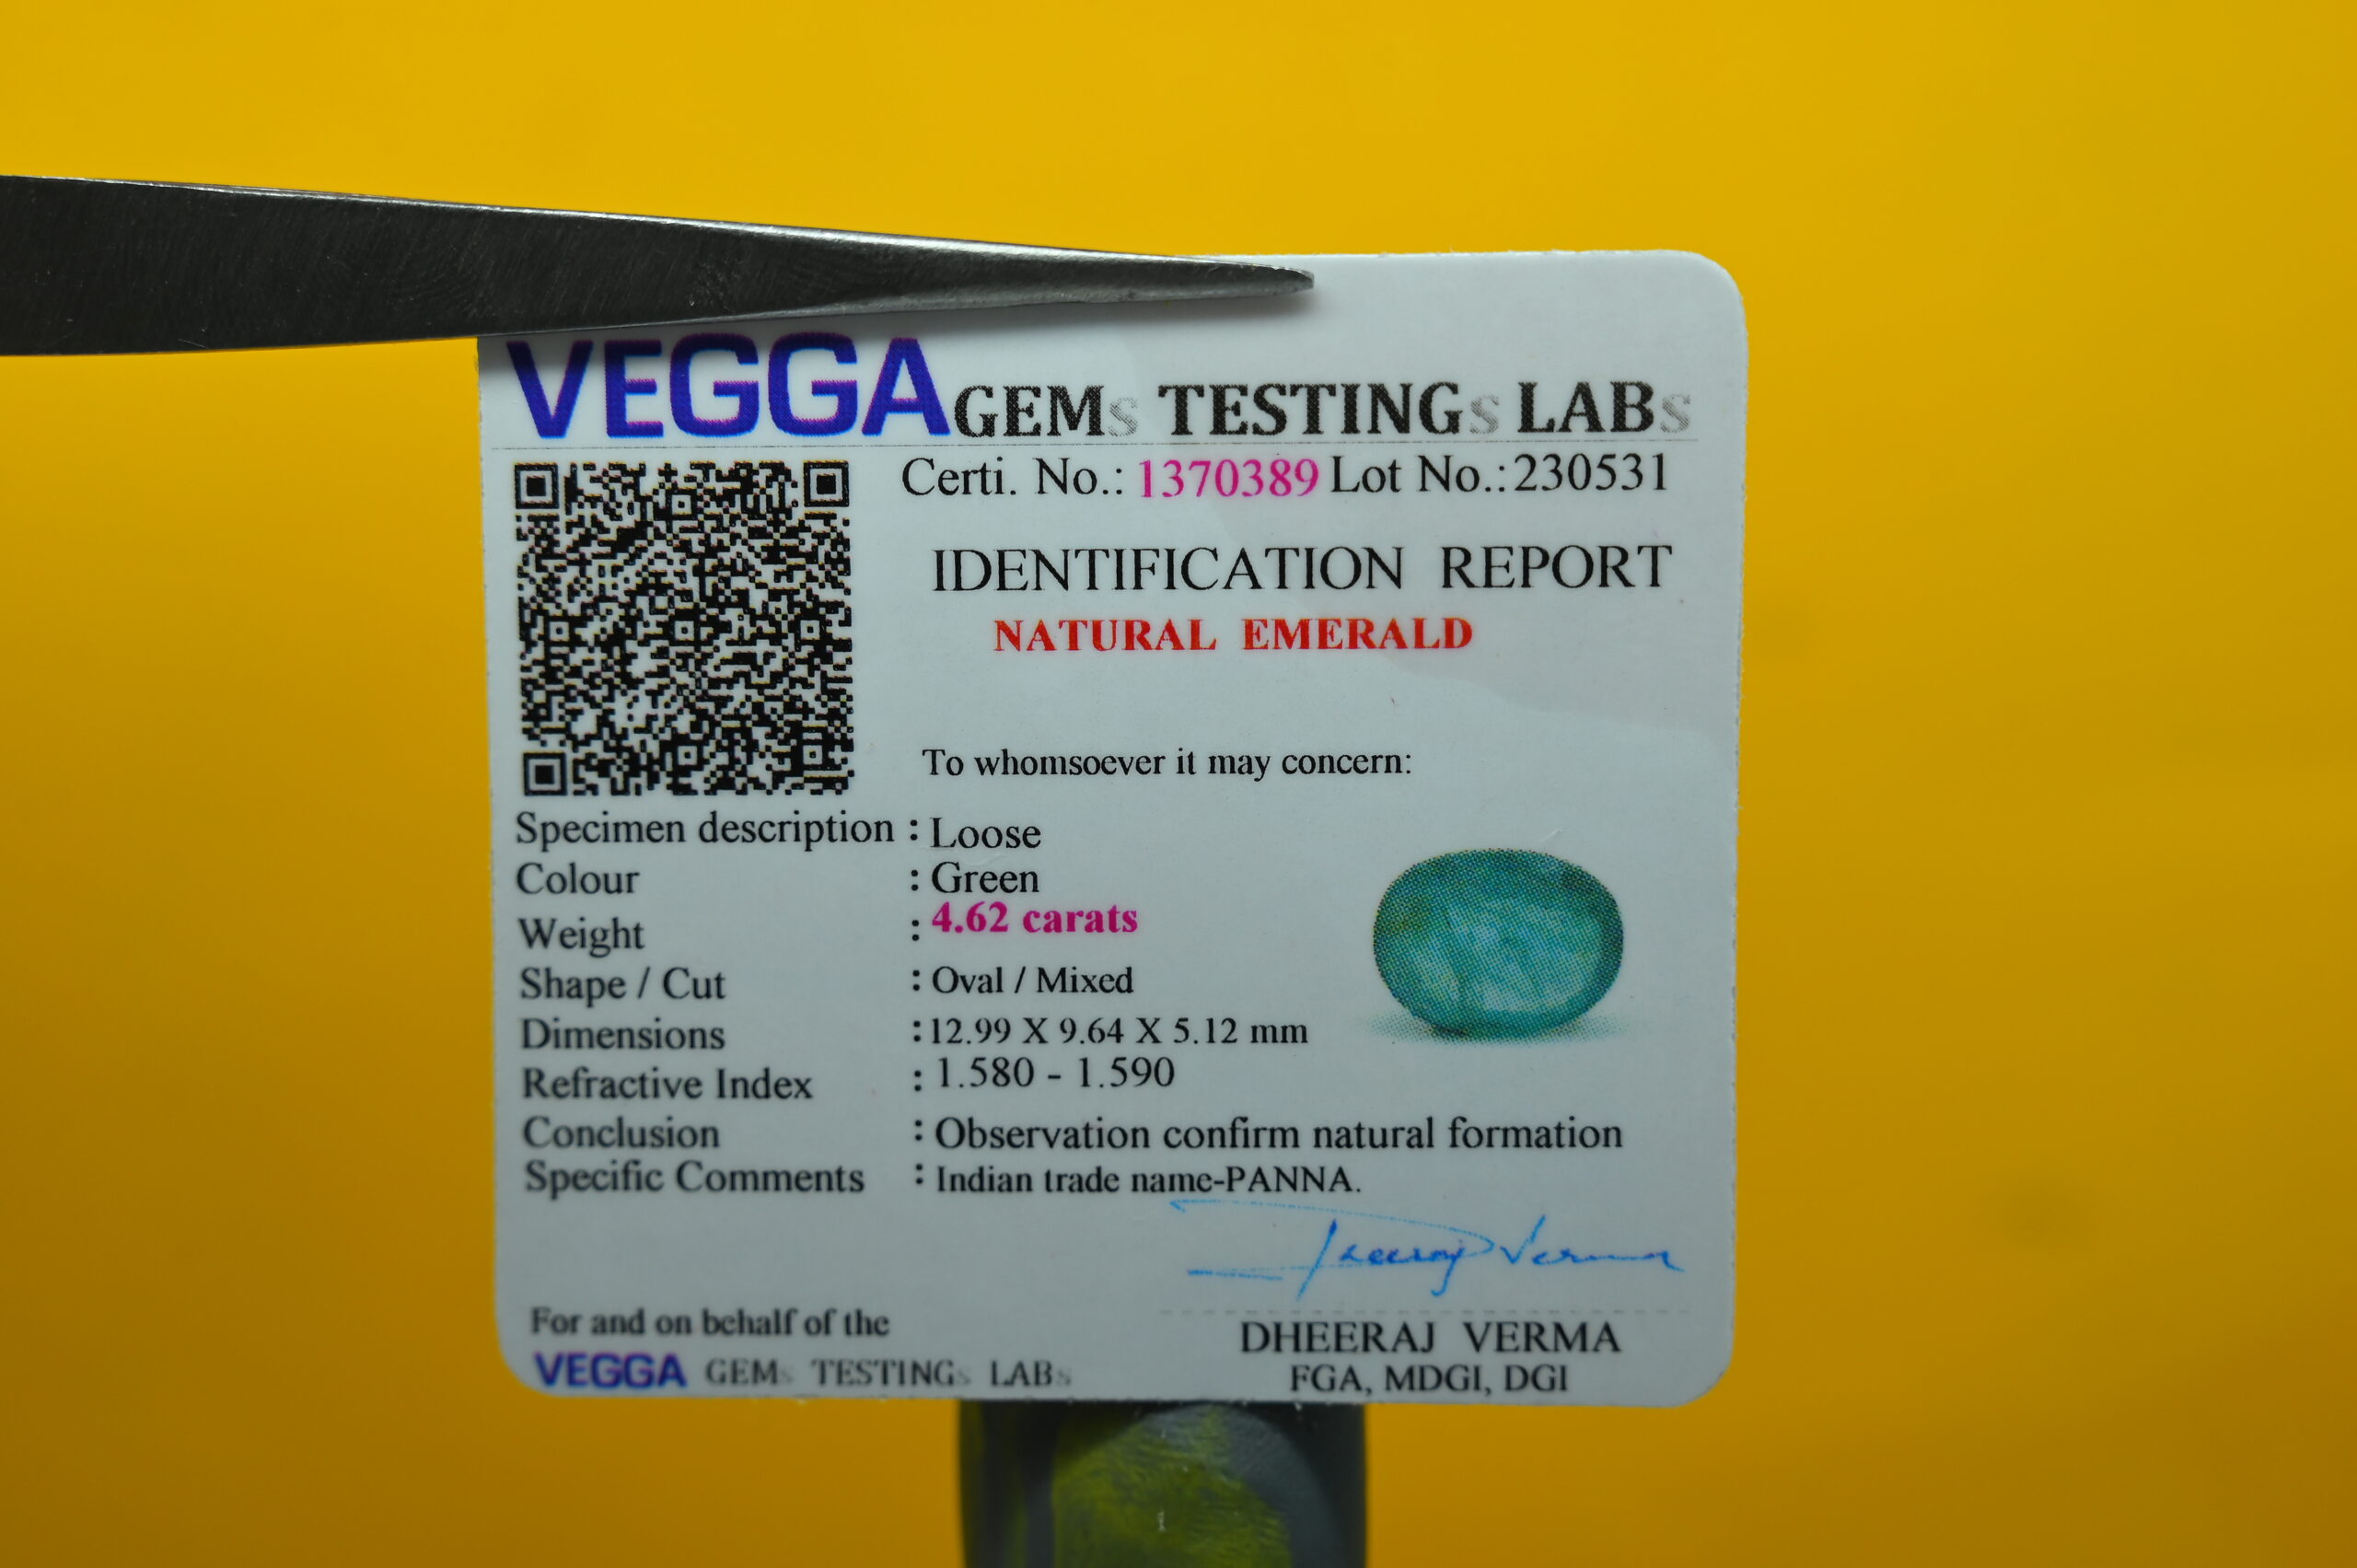 VEGGA GEMs TESTINGs LABs
Certi. No.: 1370389 Lot No.:230531
IDENTIFICATION REPORT
NATURAL EMERALD
To whomsoever it may concern:
Specimen description : Loose
Colour : Green
Weight : 4.62 carats
Shape / Cut : Oval / Mixed
Dimensions : 12.99 X 9.64 X 5.12 mm
Refractive Index : 1.580 - 1.590
Conclusion : Observation confirm natural formation
Specific Comments : Indian trade name-PANNA.
Dheeraj Verma
For and on behalf of the
VEGGA GEMs TESTINGs LABs
DHEERAJ VERMA
FGA, MDGI, DGI